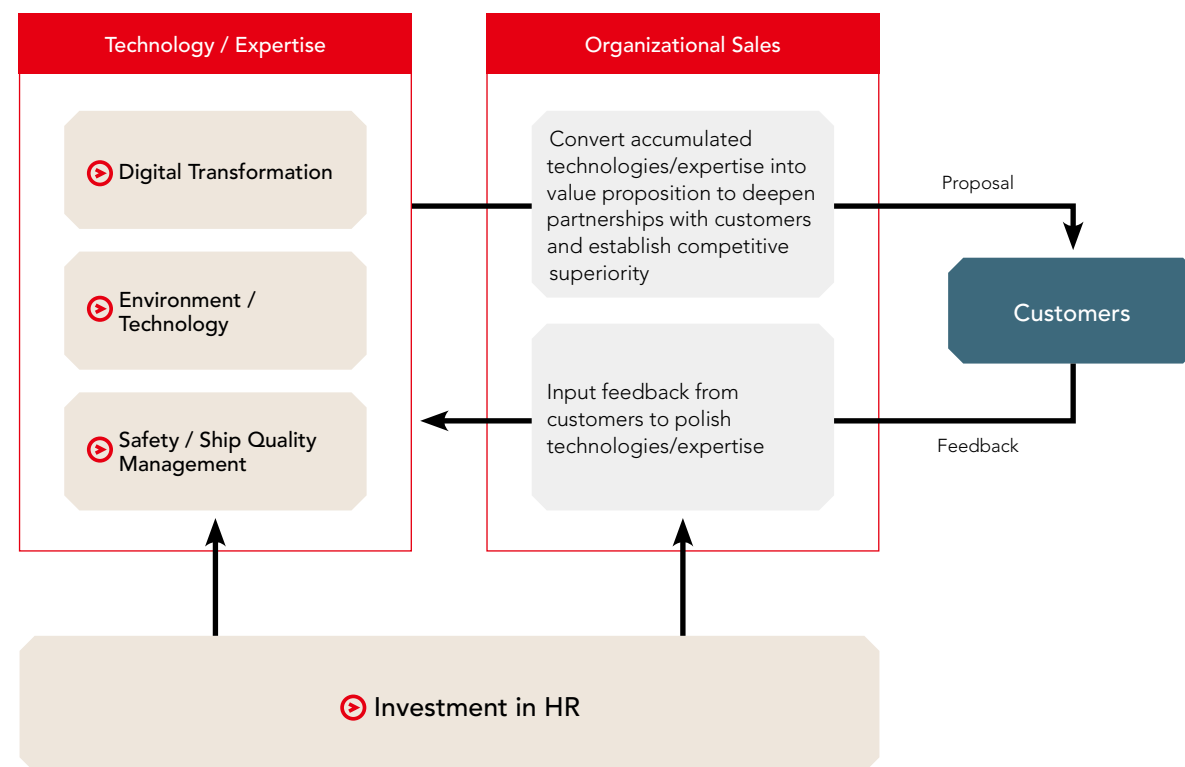 Technology / Expertise
Digital Transformation
Environment /
Technology
Safety / Ship Quality
Management
Organizational Sales
Convert accumulated
technologies/expertise into
value proposition to deepen
partnerships with customers
and establish competitive
superiority
Input feedback from
customers to polish
technologies/expertise
Proposal
Customers
Feedback
Investment in HR